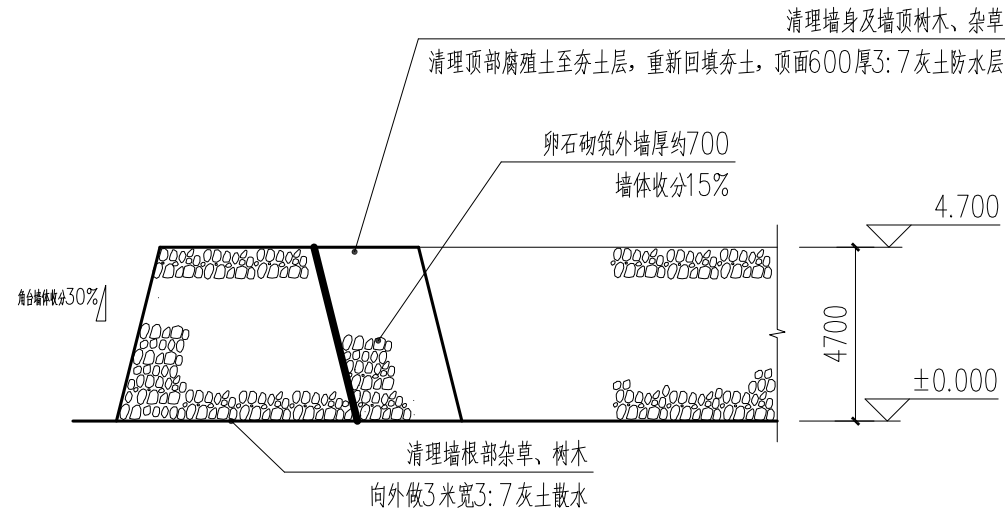 清理墙身及墙顶树木、杂草
清理顶部腐殖土至夯土层，重新回填夯土，顶面600厚3:7灰土防水层
卵石砌筑外墙厚约700
墙体收分15%
4.700
角台墙体收分30%
4700
±0.000
清理墙根部杂草、树木
向外做3米宽3:7灰土散水